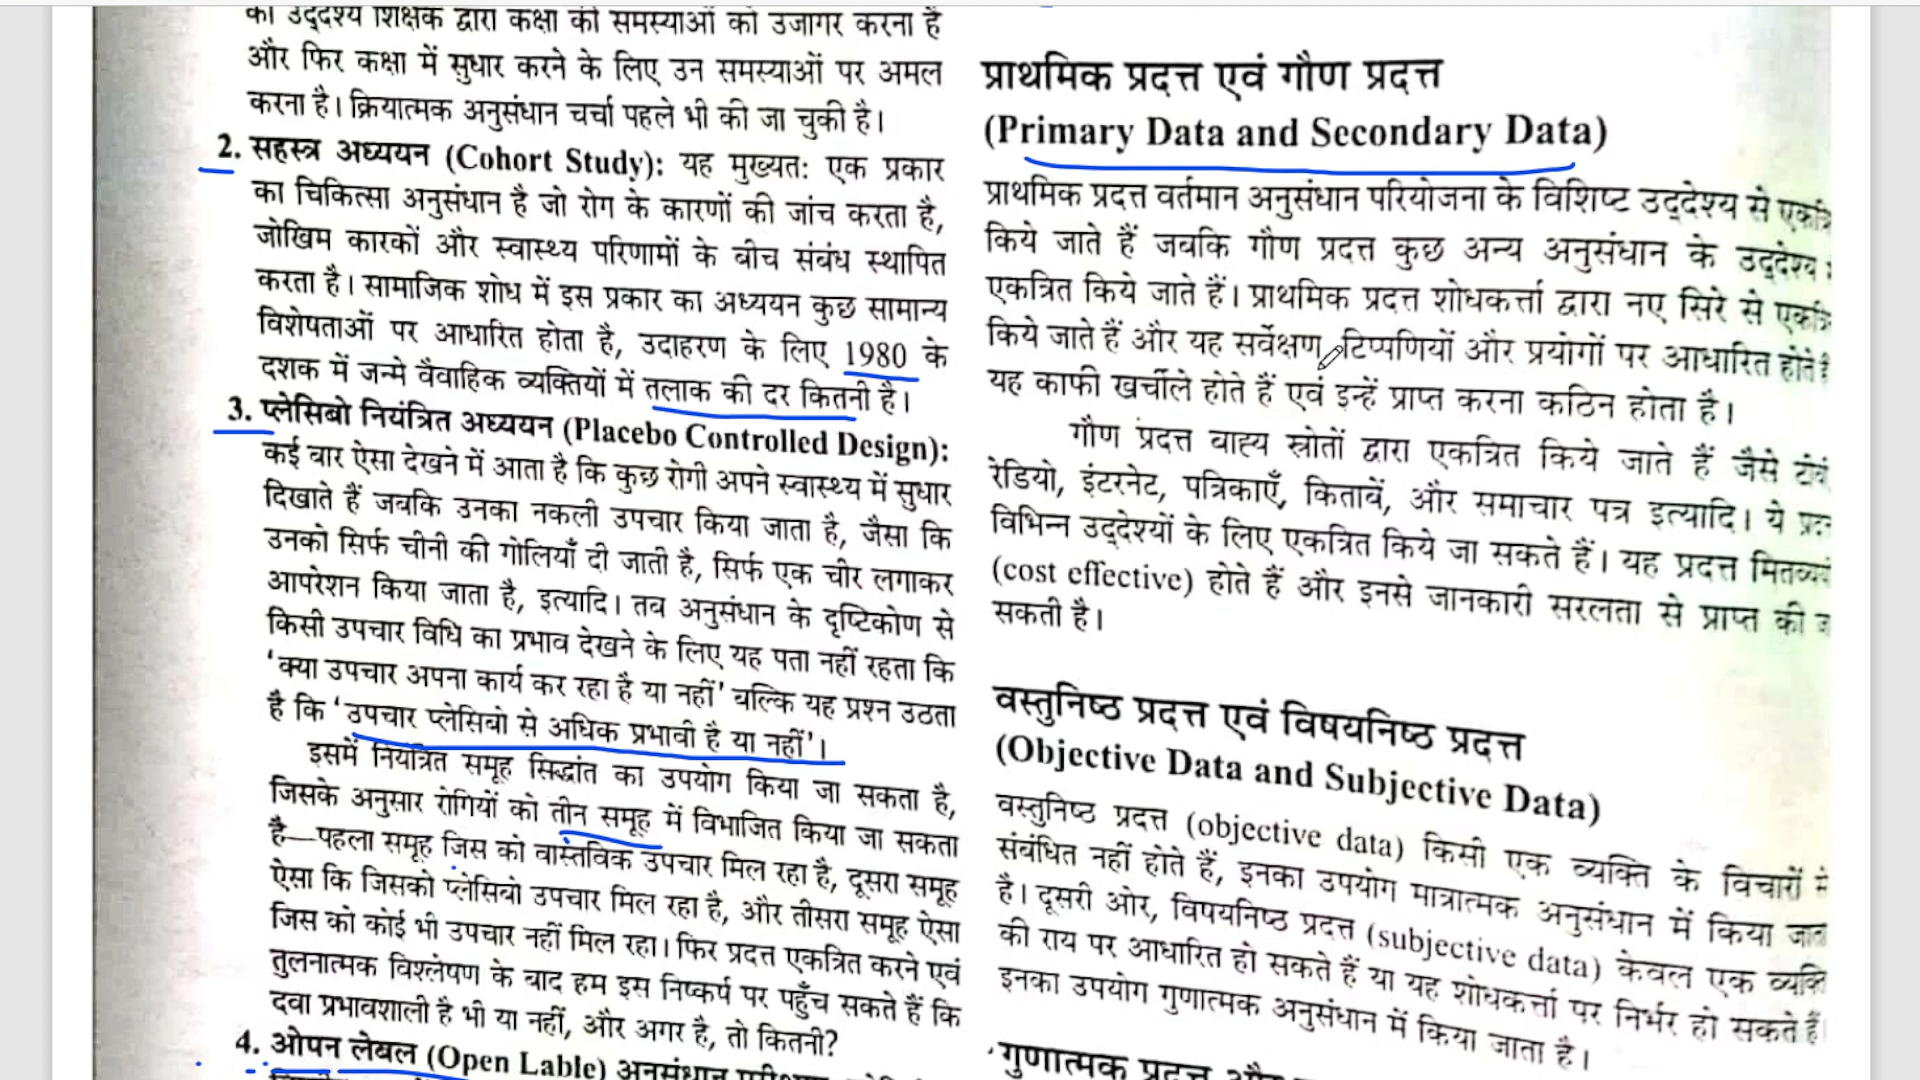 का उद्देश्य शिक्षक द्वारा कक्षा की समस्याओं को उजागर करना है
और फिर कक्षा में सुधार करने के लिए उन समस्याओं पर अमल
करना है। क्रियात्मक अनुसंधान चर्चा पहले भी की जा चुकी है।
2. सहस्त्र अध्ययन (Cohort Study): यह मुख्यतः एक प्रकार
का चिकित्सा अनुसंधान है जो रोग के कारणों की जांच करता है,
जोखिम कारकों और स्वास्थ्य परिणामों के बीच संबंध स्थापित
करता है। सामाजिक शोध में इस प्रकार का अध्ययन कुछ सामान्य
विशेषताओं पर आधारित होता है, उदाहरण के लिए 1980 के
दशक में जन्मे वैवाहिक व्यक्तियों में तलाक की दर कितनी है।
3. प्लेसिबो नियंत्रित अध्ययन (Placebo Controlled Design):
कई बार ऐसा देखने में आता है कि कुछ रोगी अपने स्वास्थ्य में सुधार
दिखाते हैं जबकि उनका नकली उपचार किया जाता है, जैसा कि
उनको सिर्फ चीनी की गोलियाँ दी जाती है, सिर्फ एक चीर लगाकर
आपरेशन किया जाता है, इत्यादि। तब अनुसंधान के दृष्टिकोण से
किसी उपचार विधि का प्रभाव देखने के लिए यह पता नहीं रहता कि
'क्या उपचार अपना कार्य कर रहा है या नहीं' बल्कि यह प्रश्न उठता
है कि 'उपचार प्लेसिबो से अधिक प्रभावी है या नहीं'।
इसमें नियंत्रित समूह सिद्धांत का उपयोग किया जा सकता है,
जिसके अनुसार रोगियों को तीन समूह में विभाजित किया जा सकता
है—पहला समूह जिस को वास्तविक उपचार मिल रहा है, दूसरा समूह
ऐसा कि जिसको प्लेसिबो उपचार मिल रहा है, और तीसरा समूह ऐसा
जिस को कोई भी उपचार नहीं मिल रहा। फिर प्रदत्त एकत्रित करने एवं
तुलनात्मक विश्लेषण के बाद हम इस निष्कर्ष पर पहुँच सकते हैं कि
दवा प्रभावशाली है भी या नहीं, और अगर है, तो कितनी?
4. ओपन लेबल (Open Lable) अनुसंधान
प्राथमिक प्रदत्त एवं गौण प्रदत्त
(Primary Data and Secondary Data)
प्राथमिक प्रदत्त वर्तमान अनुसंधान परियोजना के विशिष्ट उद्देश्य से
किये जाते हैं जबकि गौण प्रदत्त कुछ अन्य अनुसंधान के उद्देश्य
एकत्रित किये जाते हैं। प्राथमिक प्रदत्त शोधकर्त्ता द्वारा नए सिरे से
किये जाते हैं और यह सर्वेक्षण, टिप्पणियों और प्रयोगों पर आधारित होते
यह काफी खर्चीले होते हैं एवं इन्हें प्राप्त करना कठिन होता है।
गौण प्रदत्त वाह्य स्रोतों द्वारा एकत्रित किये जाते हैं जैसे
रेडियो, इंटरनेट, पत्रिकाएँ, किताबें, और समाचार पत्र इत्यादि। ये
विभिन्न उद्देश्यों के लिए एकत्रित किये जा सकते हैं। यह प्रदत्त
(cost effective) होते हैं और इनसे जानकारी सरलता से प्राप्त की
सकती है।
वस्तुनिष्ठ प्रदत्त एवं विषयनिष्ठ प्रदत्त
(Objective Data and Subjective Data)
वस्तुनिष्ठ प्रदत्त (objective data) किसी एक व्यक्ति के विचारों
संबंधित नहीं होते हैं, इनका उपयोग मात्रात्मक अनुसंधान में किया
है। दूसरी ओर, विषयनिष्ठ प्रदत्त (subjective data) केवल एक
की राय पर आधारित हो सकते हैं या यह शोधकर्त्ता पर निर्भर हो सकते हैं
इनका उपयोग गुणात्मक अनुसंधान में किया जाता है।
गुणात्मक प्रदत्त और